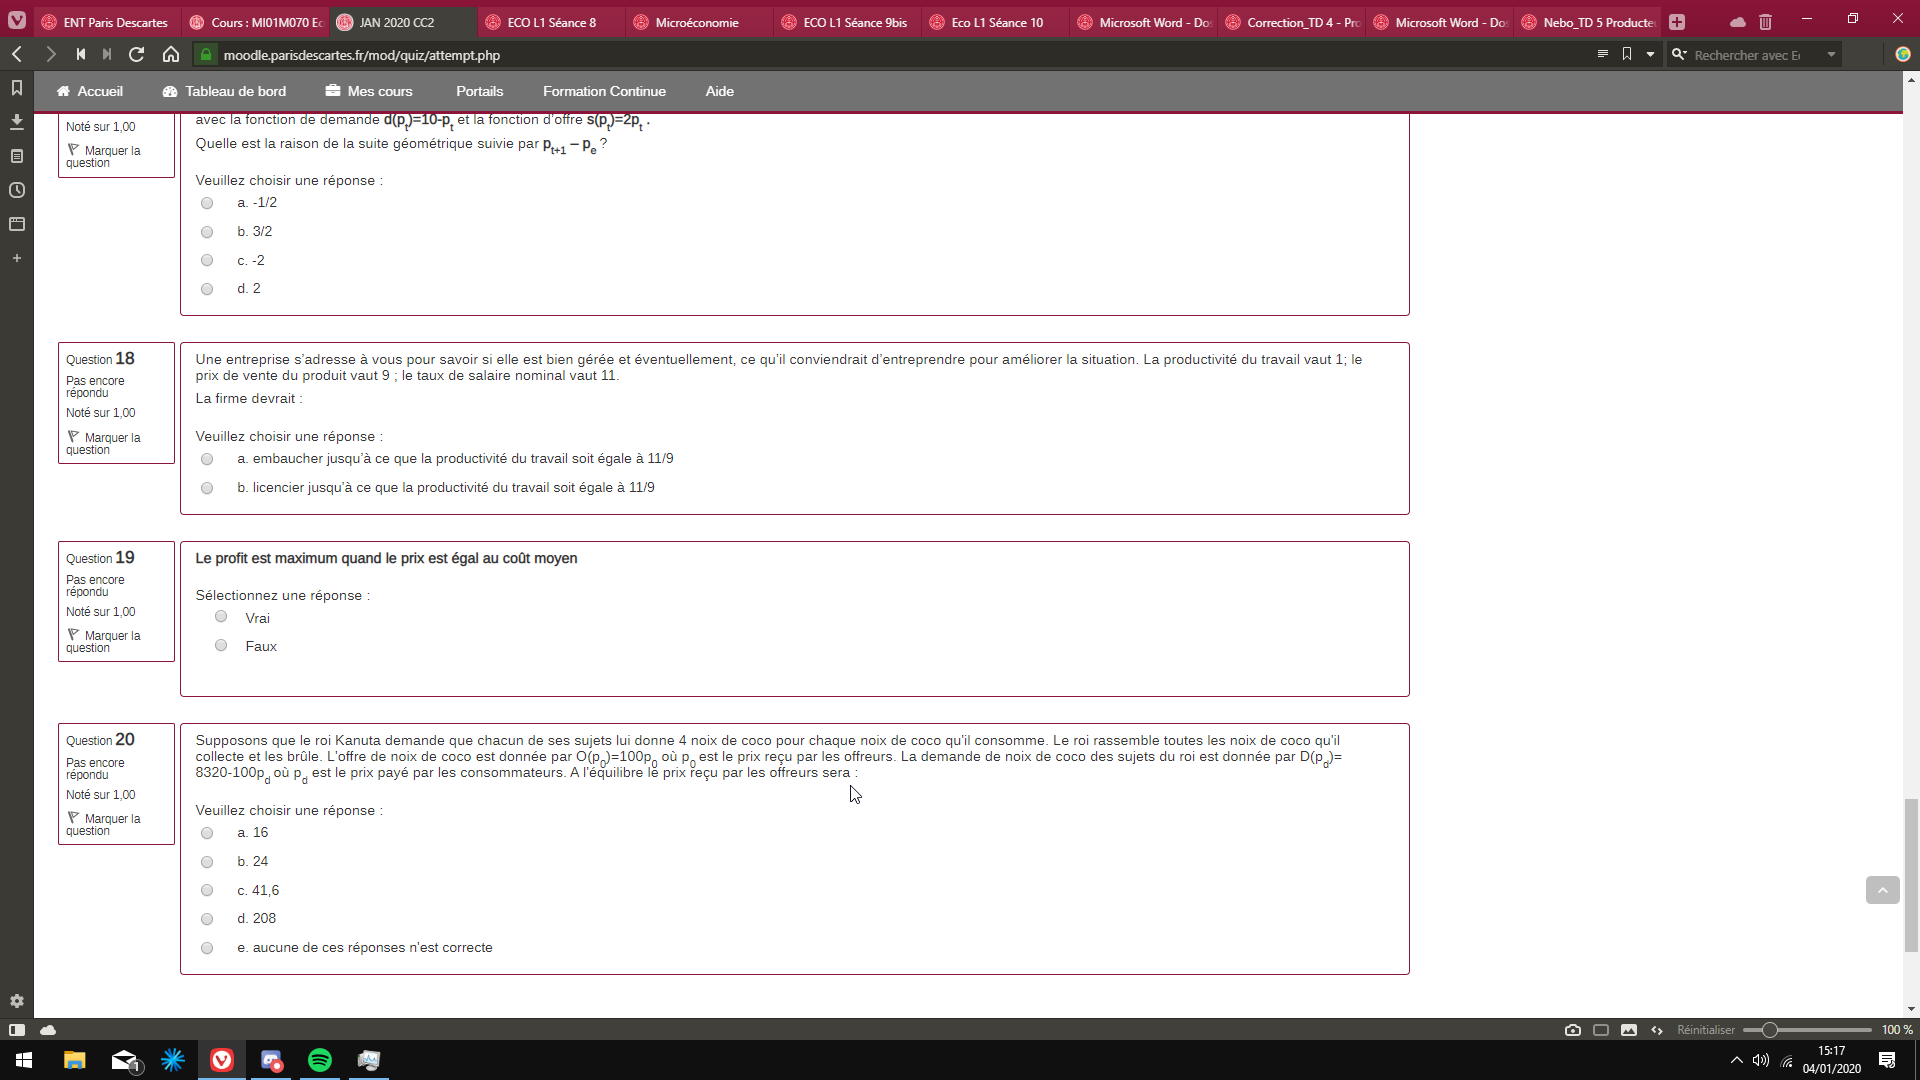 ENT Paris Descartes
Cours : MI01M070 Ec
JAN 2020 CC2
ECO L1 Séance 8
Microéconomie
ECO L1 Séance 9bis
Eco L1 Séance 10
Microsoft Word - Dos
Correction_TD 4 - Pro
Microsoft Word - Dos
Nebo_TD 5 Producte
moodle.parisdescartes.fr/mod/quiz/attempt.php
Rechercher avec Ec
Accueil
Tableau de bord
Mes cours
Portails
Formation Continue
Aide
Noté sur 1,00
Marquer la
question
avec la fonction de demande d(pt)=10-pt et la fonction d'offre s(pt)=2pt .
Quelle est la raison de la suite géométrique suivie par pt+1 – pe ?
Veuillez choisir une réponse :
a. -1/2
b. 3/2
c. -2
d. 2
Question 18
Pas encore
répondu
Noté sur 1,00
Marquer la
question
Une entreprise s'adresse à vous pour savoir si elle est bien gérée et éventuellement, ce qu'il conviendrait d'entreprendre pour améliorer la situation. La productivité du travail vaut 1; le
prix de vente du produit vaut 9 ; le taux de salaire nominal vaut 11.
La firme devrait :
Veuillez choisir une réponse :
a. embaucher jusqu'à ce que la productivité du travail soit égale à 11/9
b. licencier jusqu'à ce que la productivité du travail soit égale à 11/9
Question 19
Pas encore
répondu
Noté sur 1,00
Marquer la
question
Le profit est maximum quand le prix est égal au coût moyen
Sélectionnez une réponse :
Vrai
Faux
Question 20
Pas encore
répondu
Noté sur 1,00
Marquer la
question
Supposons que le roi Kanuta demande que chacun de ses sujets lui donne 4 noix de coco pour chaque noix de coco qu'il consomme. Le roi rassemble toutes les noix de coco qu'il
collecte et les brûle. L'offre de noix de coco est donnée par O(p0)=100p0 où p0 est le prix reçu par les offreurs. La demande de noix de coco des sujets du roi est donnée par D(pd)=
8320-100pd où pd est le prix payé par les consommateurs. A l'équilibre le prix reçu par les offreurs sera :
Veuillez choisir une réponse :
a. 16
b. 24
c. 41,6
d. 208
e. aucune de ces réponses n'est correcte
Réinitialiser
100 %
1
15:17
04/01/2020